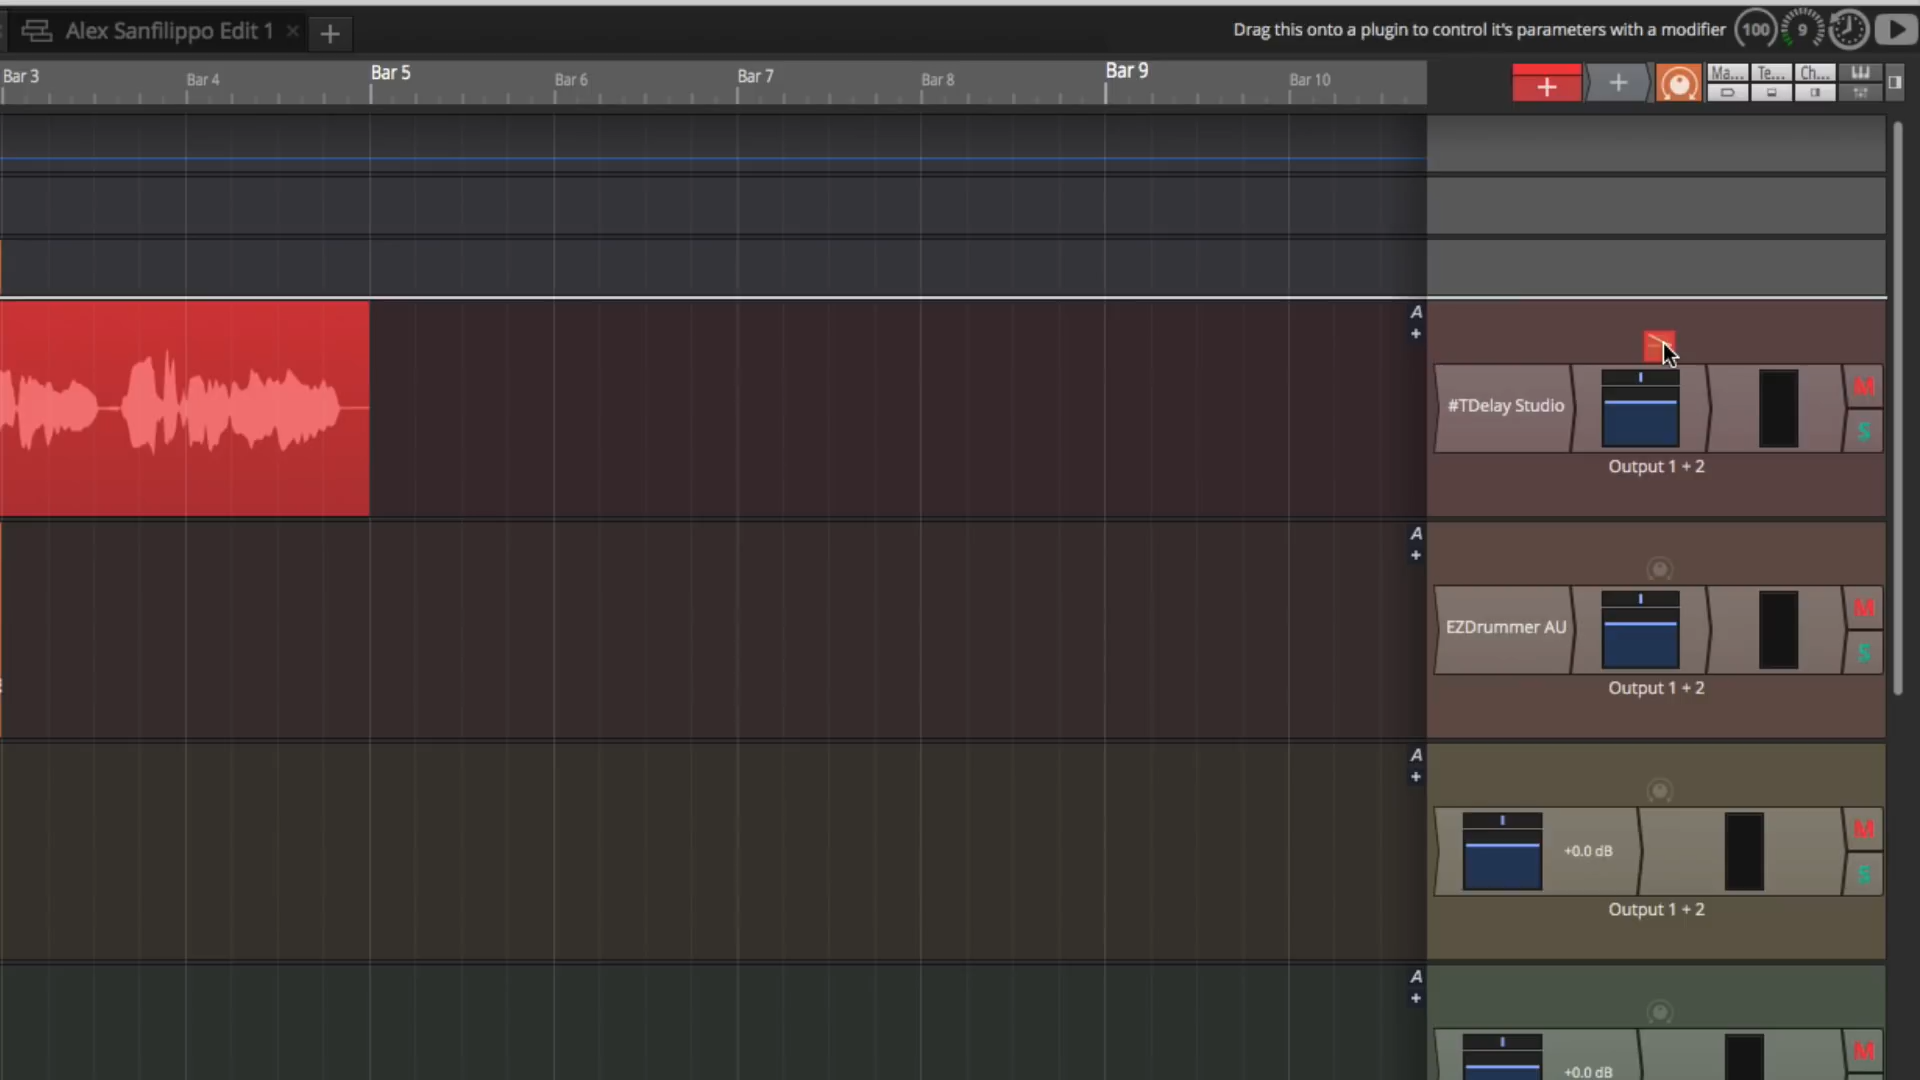 Alex Sanfilippo Edit 1
Drag this onto a plugin to control it's parameters with a modifier
100
9
Bar 3
Bar 4
Bar 5
Bar 6
Bar 7
Bar 8
Bar 9
Bar 10
Ma...
Te...
Ch...
A
#TDelay Studio
M
S
Output 1 + 2
A
EZDrummer AU
M
S
Output 1 + 2
A
+0.0 dB
M
S
Output 1 + 2
A
+0.0 dB
M